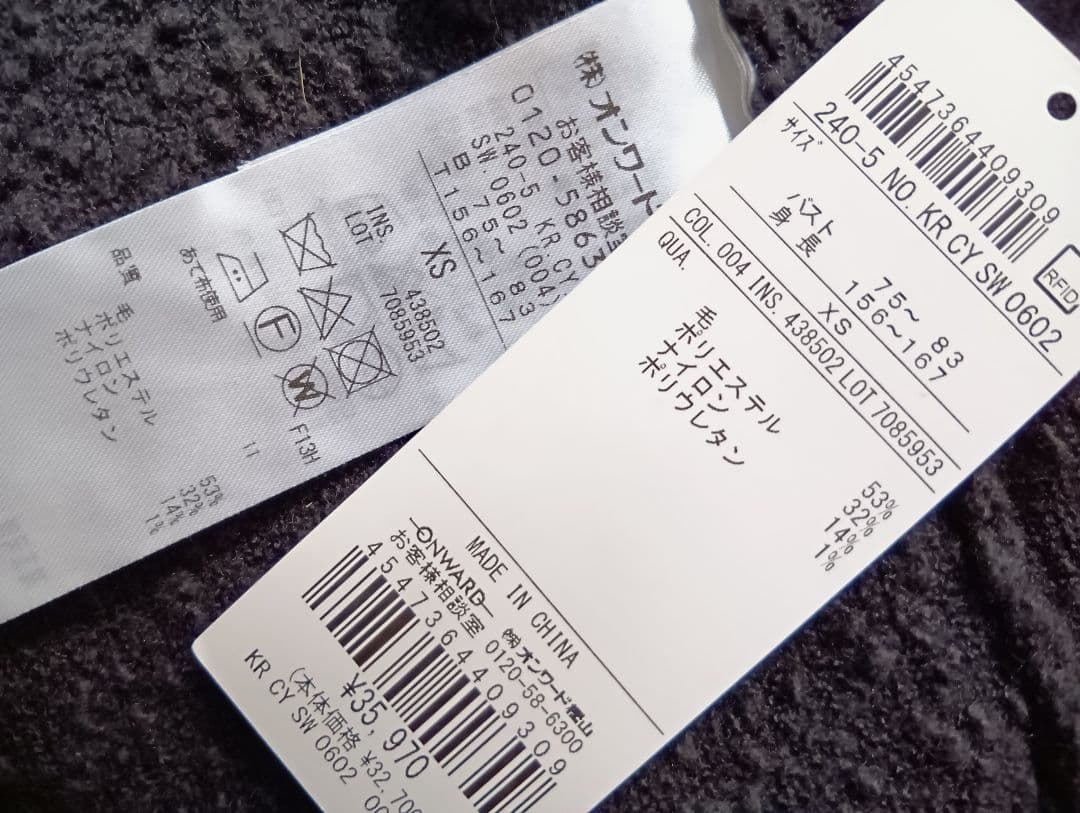 (株)オンワード
お客様相談室
0120-5863
240-5 KR.CY
SW.0602 (004)
B 75~ 83
T156~167
XS
INS. 438502
LOT 7085953
あて布使用
F
W
F13H
11
品質
毛 53%
ポリエステル 32%
ナイロン 14%
ポリウレタン 1%
4547364409309
240-5 NO. KR CY SW 0602
RFID
サイズ
バスト 75~ 83
身長 156~167
XS
COL. 004 INS. 438502 LOT 7085953
QUA.
毛 53%
ポリエステル 32%
ナイロン 14%
ポリウレタン 1%
MADE IN CHINA
ONWARD (株)オンワード樫山
お客様相談室 0120-58-6300
4547364409309
¥35,970
(本体価格 ¥32,700
KR CY SW 0602 00